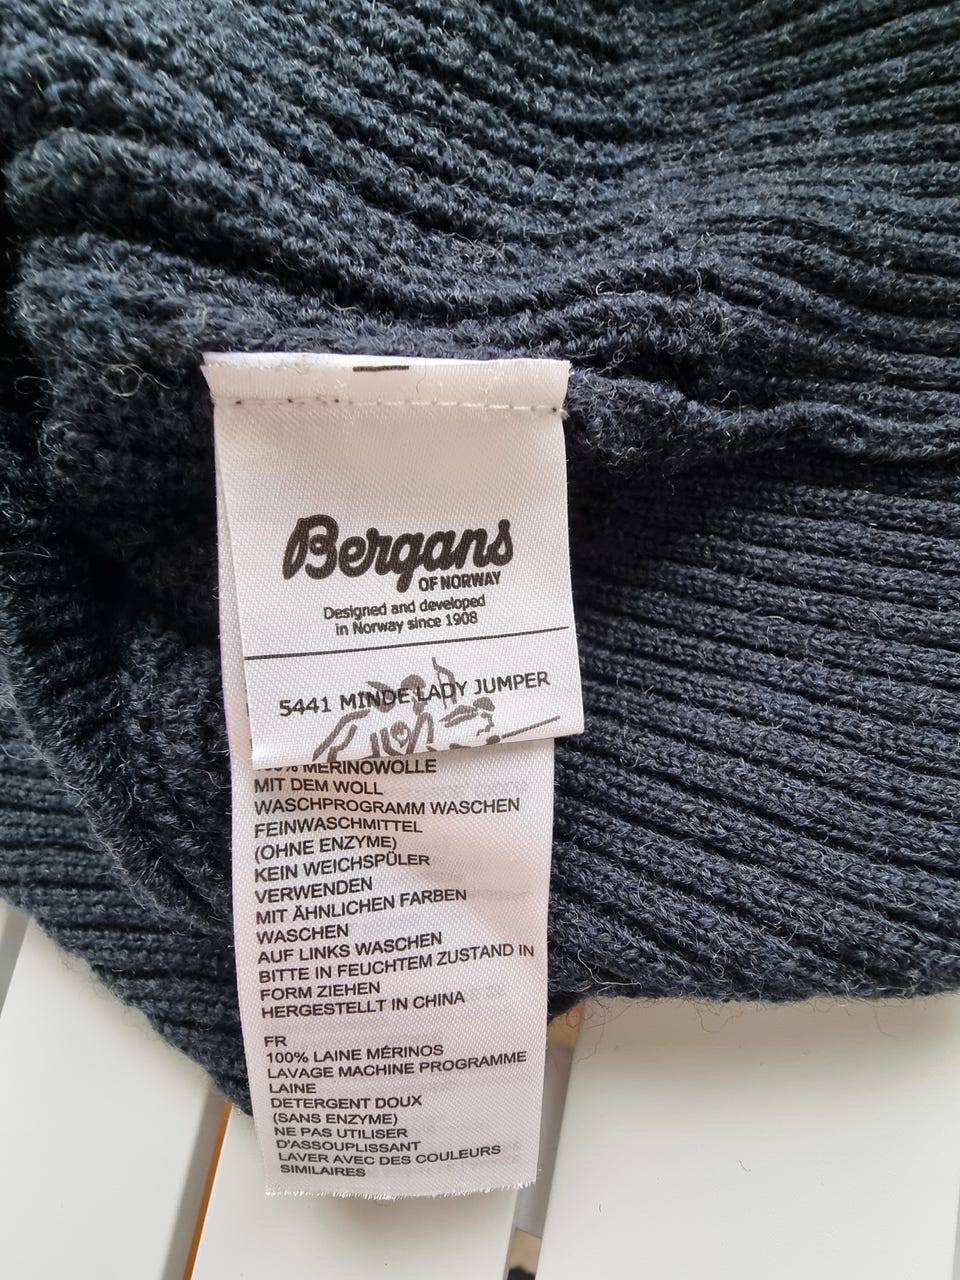 Bergans
OF NORWAY
Designed and developed
in Norway since 1908
5441 MINDE LADY JUMPER
100% MERINOWOLLE
MIT DEM WOLL
WASCHPROGRAMM WASCHEN
FEINWASCHMITTEL
(OHNE ENZYME)
KEIN WEICHSPÜLER
VERWENDEN
MIT ÄHNLICHEN FARBEN
WASCHEN
AUF LINKS WASCHEN
BITTE IN FEUCHTEM ZUSTAND IN
FORM ZIEHEN
HERGESTELLT IN CHINA
FR
100% LAINE MÉRINOS
LAVAGE MACHINE PROGRAMME
LAINE
DETERGENT DOUX
(SANS ENZYME)
NE PAS UTILISER
D'ASSOUPLISSANT
LAVER AVEC DES COULEURS
SIMILAIRES